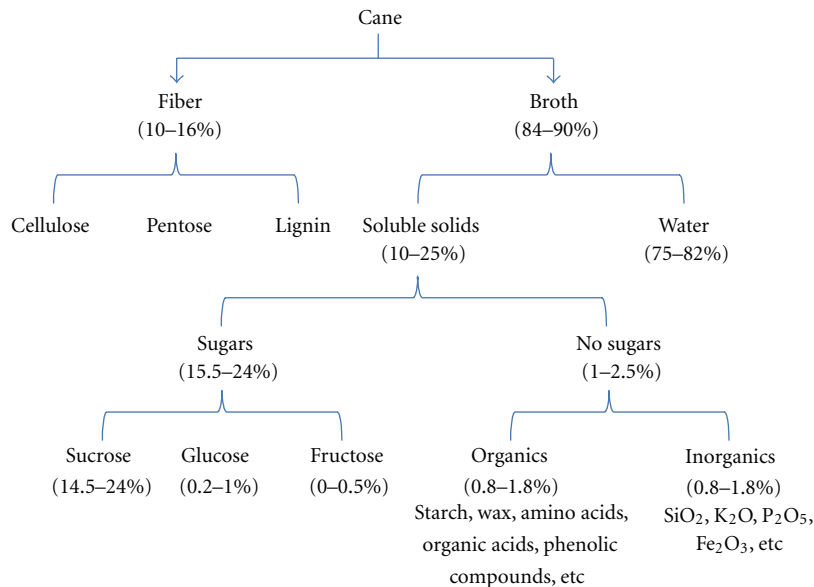 Cane
Fiber
(10–16%)
Broth
(84–90%)
Cellulose
Pentose
Lignin
Soluble solids
(10–25%)
Water
(75–82%)
Sugars
(15.5–24%)
No sugars
(1–2.5%)
Sucrose
(14.5–24%)
Glucose
(0.2–1%)
Fructose
(0–0.5%)
Organics
(0.8–1.8%)
Starch, wax, amino acids,
organic acids, phenolic
compounds, etc
Inorganics
(0.8–1.8%)
SiO₂, K₂O, P₂O₅,
Fe₂O₃, etc